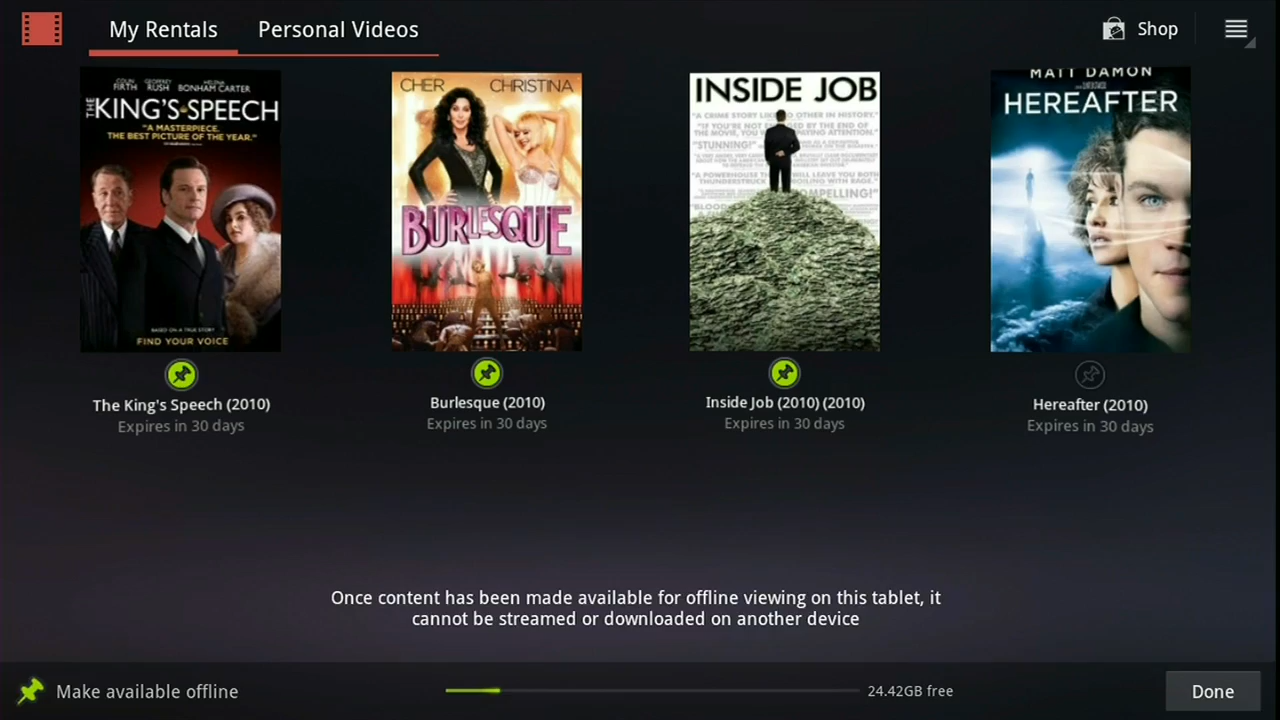 My Rentals
Personal Videos
Shop
COLIN FIRTH GEOFFREY RUSH HELENA BONHAM CARTER
THE KING'S SPEECH
"A MASTERPIECE.
THE BEST PICTURE OF THE YEAR."
BASED ON A TRUE STORY
FIND YOUR VOICE
CHER CHRISTINA
BURLESQUE
INSIDE JOB
"STUNNING!
MATT DAMON
HEREAFTER
The King's Speech (2010)
Expires in 30 days
Burlesque (2010)
Expires in 30 days
Inside Job (2010) (2010)
Expires in 30 days
Hereafter (2010)
Expires in 30 days
Once content has been made available for offline viewing on this tablet, it
cannot be streamed or downloaded on another device
Make available offline
24.42GB free
Done